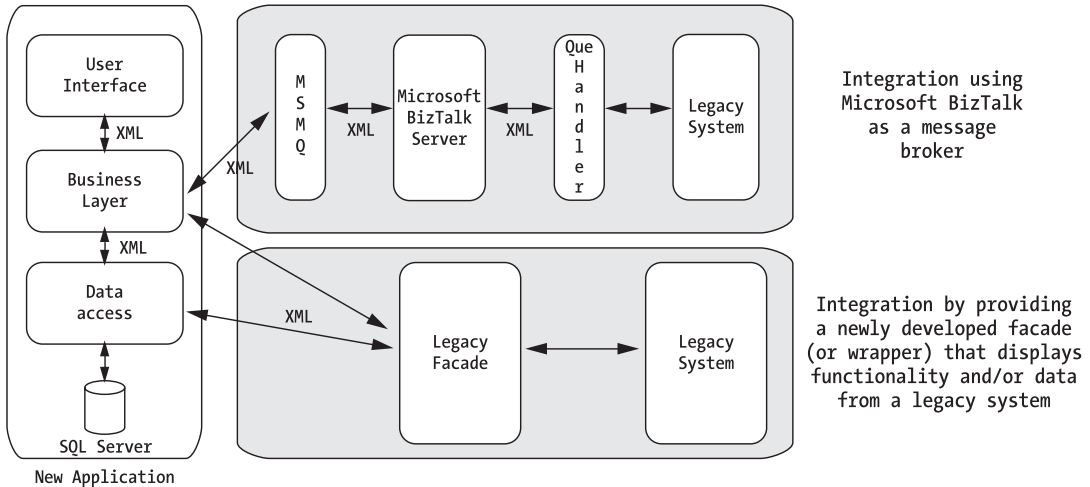 User
Interface
XML
Business
Layer
XML
Data
access
SQL Server
New Application
XML
M
S
M
Q
XML
Microsoft
BizTalk
Server
XML
Que
H
a
n
d
l
e
r
Legacy
System
Integration using
Microsoft BizTalk
as a message
broker
XML
Legacy
Facade
Legacy
System
Integration by providing
a newly developed facade
(or wrapper) that displays
functionality and/or data
from a legacy system